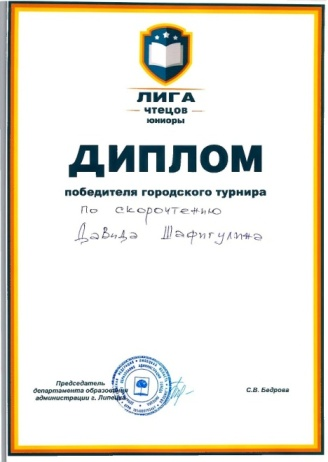 ЛИГА
чтецов
юниоры
ДИПЛОМ
победителя городского турнира
по скорочтению
Давида Шафигулина
Председатель
департамента образования
администрации г. Липецка
С.В. Бедрова